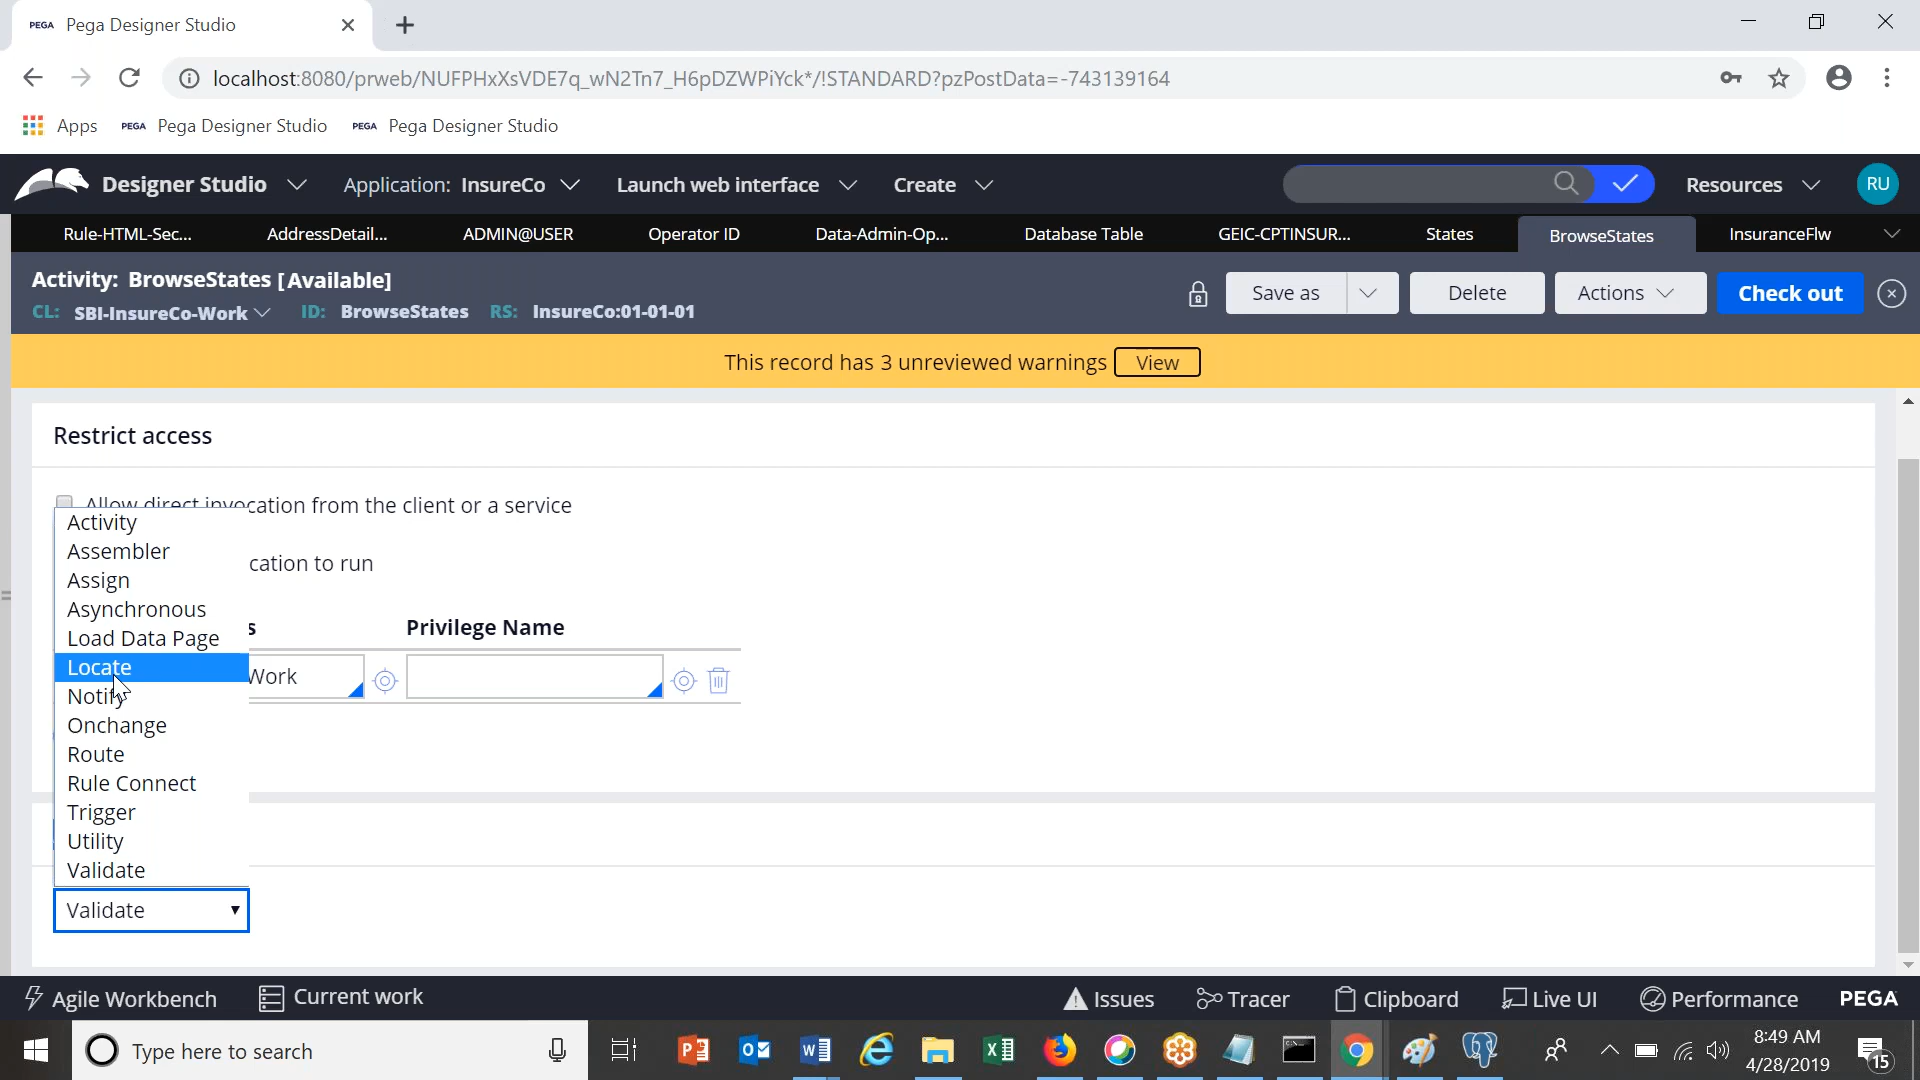 PEGA Pega Designer Studio
localhost:8080/prweb/NUFPHxXsVDE7q_wN2Tn7_H6pDZWPiYck*/!STANDARD?pzPostData=-743139164
Apps PEGA Pega Designer Studio PEGA Pega Designer Studio
Designer Studio Application: InsureCo Launch web interface Create Resources RU
Rule-HTML-Sec... AddressDetail... ADMIN@USER Operator ID Data-Admin-Op... Database Table GEIC-CPTINSUR... States BrowseStates InsuranceFlw
Activity: BrowseStates [Available]
CL: SBI-InsureCo-Work ID: BrowseStates RS: InsureCo:01-01-01
Save as Delete Actions Check out
This record has 3 unreviewed warnings View
Restrict access
Allow direct invocation from the client or a service
Activity
Assembler
cation to run
Assign
Asynchronous
s Privilege Name
Load Data Page
Locate
Work
Notify
Onchange
Route
Rule Connect
Trigger
Utility
Validate
Validate
Agile Workbench Current work Issues Tracer Clipboard Live UI Performance PEGA
Type here to search
8:49 AM
4/28/2019
15